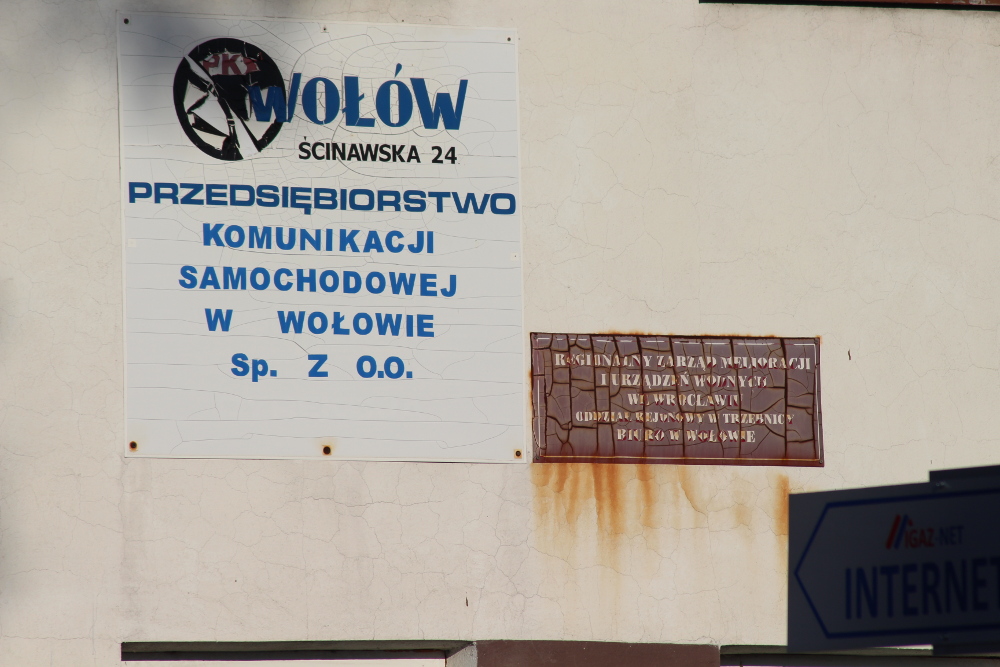 PKS
WOŁÓW
ŚCINAWSKA 24
PRZEDSIĘBIORSTWO
KOMUNIKACJI
SAMOCHODOWEJ
W WOŁOWIE
Sp. Z O.O.
REGIONALNY ZARZĄD MELIORACJI
I URZĄDZEŃ WODNYCH
WE WROCŁAWIU
ODDZIAŁ REJONOWY W TRZEBNICY
BIURO W WOŁOWIE
IGAZ-NET
INTERNET